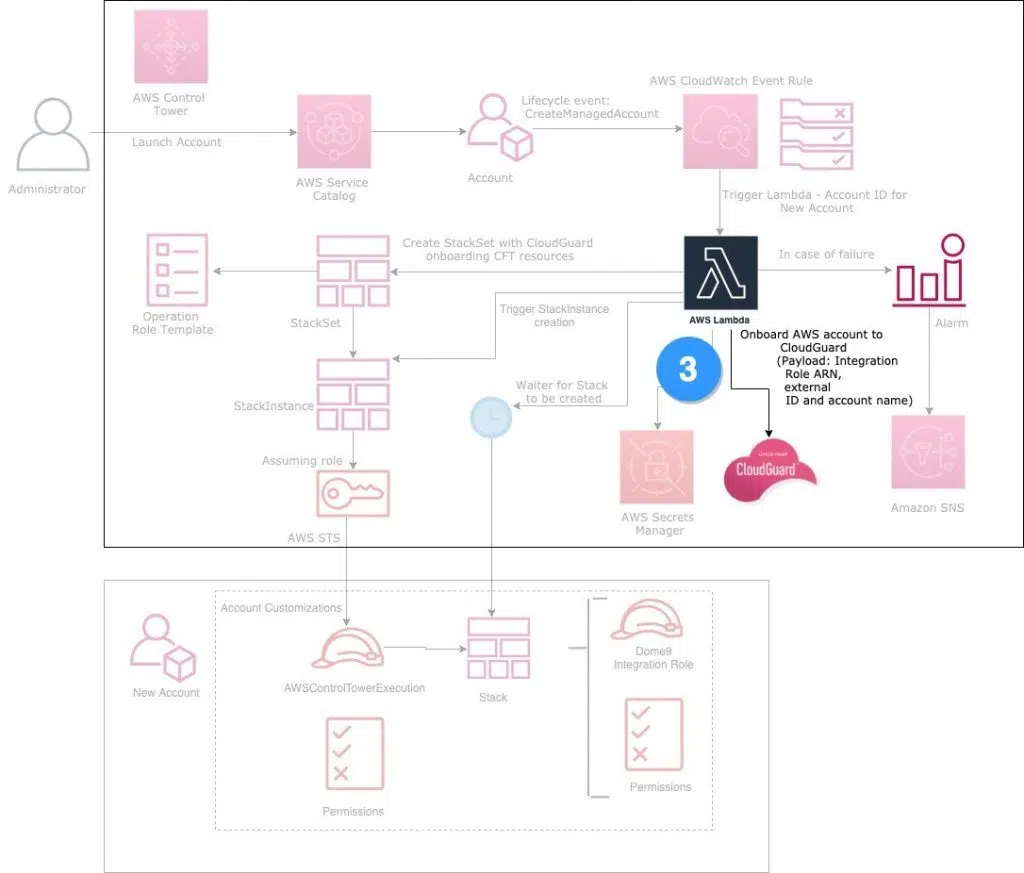 AWS Control
Tower
AWS CloudWatch Event Rule
Lifecycle event:
CreateManagedAccount
Launch Account
Administrator
AWS Service
Catalog
Account
Trigger Lambda - Account ID for
New Account
Create StackSet with CloudGuard
onboarding CFT resources
In case of failure
Operation
Role Template
StackSet
Trigger StackInstance
creation
AWS Lambda
Alarm
Onboard AWS account to
CloudGuard
(Payload: Integration
Role ARN,
external
ID and account name)
3
Waiter for Stack
to be created
StackInstance
Assuming role
CHECK POINT
CloudGuard
AWS Secrets
Manager
Amazon SNS
AWS STS
Account Customizations
New Account
AWSControlTowerExecution
Stack
Dome9
Integration Role
Permissions
Permissions